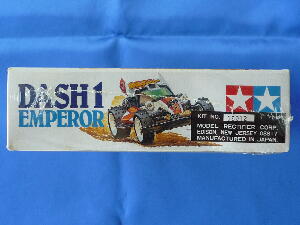 DASH 1
EMPEROR
KIT NO.
MODEL RECTIFIER CORP.
EDISON, NEW JERSEY 08817
MANUFACTURED IN JAPAN.